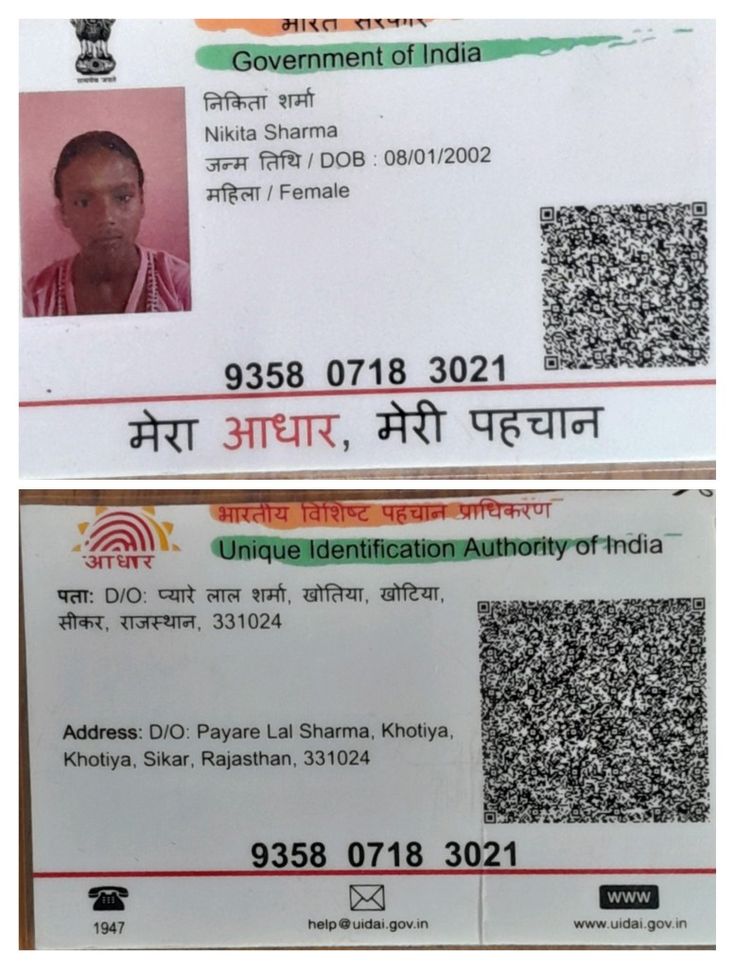 भारत सरकार
Government of India
सत्यमेव जयते
निकिता शर्मा
Nikita Sharma
जन्म तिथि / DOB : 08/01/2002
महिला / Female
9358 0718 3021
मेरा आधार, मेरी पहचान
भारतीय विशिष्ट पहचान प्राधिकरण
Unique Identification Authority of India
आधार
पता: D/O: प्यारे लाल शर्मा, खोतिया, खोटिया,
सीकर, राजस्थान, 331024
Address: D/O: Payare Lal Sharma, Khotiya,
Khotiya, Sikar, Rajasthan, 331024
9358 0718 3021
1947
help@uidai.gov.in
www
www.uidai.gov.in